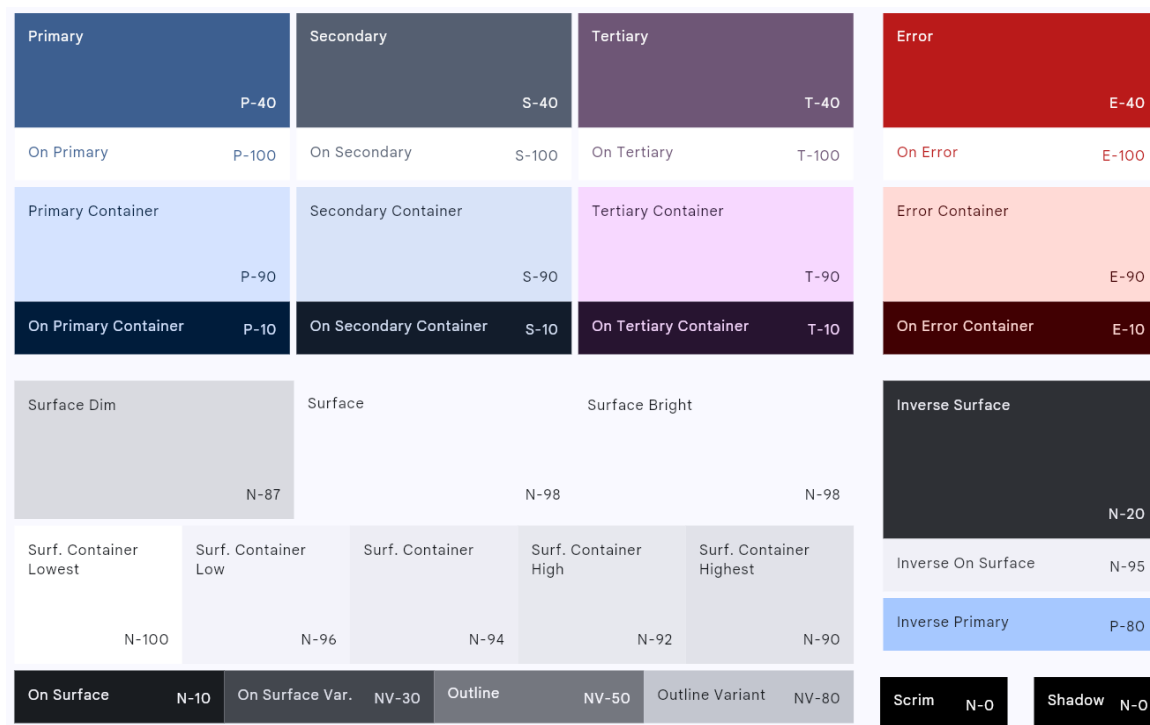 Primary
P-40
Secondary
S-40
Tertiary
T-40
Error
E-40
On Primary
P-100
On Secondary
S-100
On Tertiary
T-100
On Error
E-100
Primary Container
P-90
Secondary Container
S-90
Tertiary Container
T-90
Error Container
E-90
On Primary Container
P-10
On Secondary Container
S-10
On Tertiary Container
T-10
On Error Container
E-10
Surface Dim
N-87
Surface
N-98
Surface Bright
N-98
Inverse Surface
N-20
Surf. Container
Lowest
N-100
Surf. Container
Low
N-96
Surf. Container
N-94
Surf. Container
High
N-92
Surf. Container
Highest
N-90
Inverse On Surface
N-95
Inverse Primary
P-80
On Surface
N-10
On Surface Var.
NV-30
Outline
NV-50
Outline Variant
NV-80
Scrim
N-0
Shadow
N-0